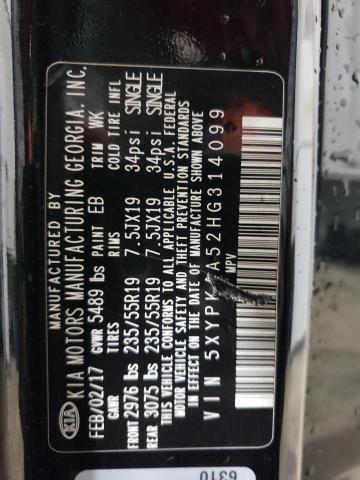 MANUFACTURED BY
KIA KIA MOTORS MANUFACTURING GEORGIA, INC.
FEB/02/17 GVWR 5489 lbs PAINT EB TRIM WK
GAWR TIRES RIMS COLD TIRE INFL
FRONT 2976 lbs 235/55R19 7.5JX19 34psi SINGLE
REAR 3075 lbs 235/55R19 7.5JX19 34psi SINGLE
THIS VEHICLE CONFORMS TO ALL APPLICABLE U.S.A. FEDERAL
MOTOR VEHICLE SAFETY AND THEFT PREVENTION STANDARDS
IN EFFECT ON THE DATE OF MANUFACTURE SHOWN ABOVE
VIN 5XYPK A52HG314099
MPV
6310